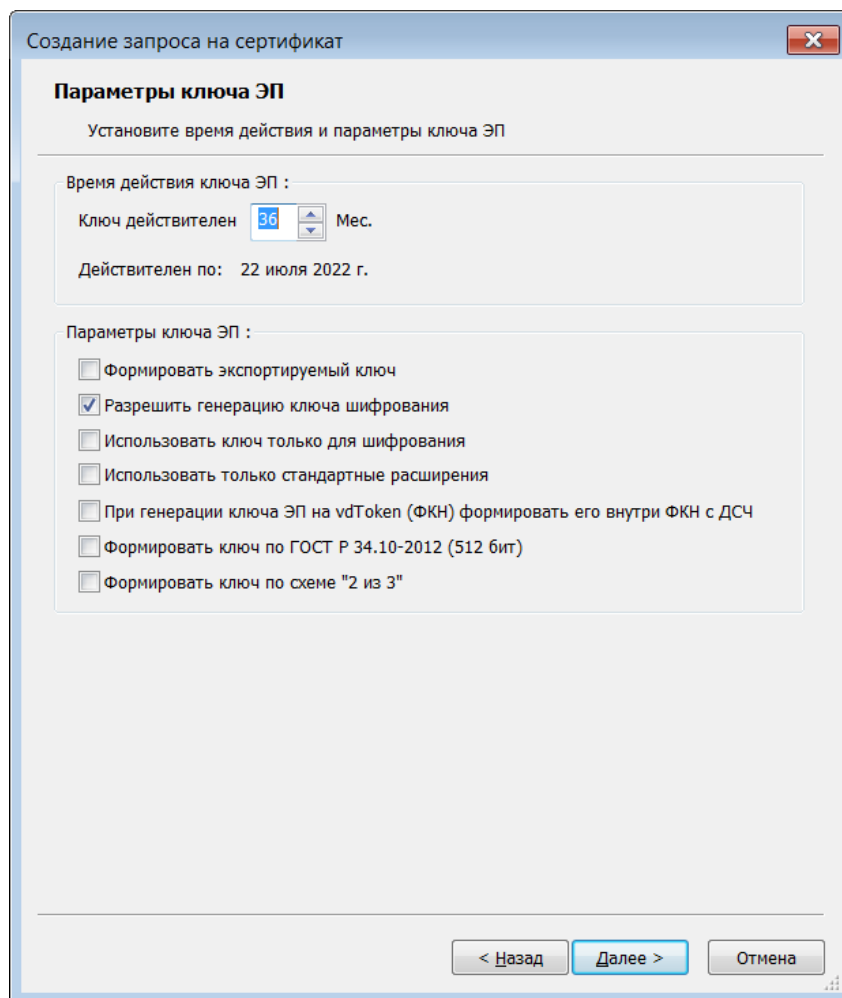 Создание запроса на сертификат
Параметры ключа ЭП
Установите время действия и параметры ключа ЭП
Время действия ключа ЭП :
Ключ действителен 36 Мес.
Действителен по: 22 июля 2022 г.
Параметры ключа ЭП :
Формировать экспортируемый ключ
Разрешить генерацию ключа шифрования
Использовать ключ только для шифрования
Использовать только стандартные расширения
При генерации ключа ЭП на vdToken (ФКН) формировать его внутри ФКН с ДСЧ
Формировать ключ по ГОСТ Р 34.10-2012 (512 бит)
Формировать ключ по схеме "2 из 3"
< Назад Далее > Отмена